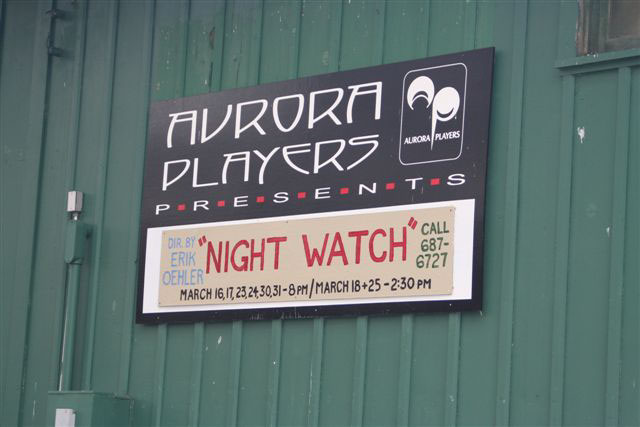 AURORA
PLAYERS
AURORA PLAYERS
P·R·E·S·E·N·T·S
DIR. BY
ERIK
OEHLER
"NIGHT WATCH"
CALL
687-
6727
MARCH 16,17,23,24,30,31-8 PM/MARCH 18+25-2:30 PM